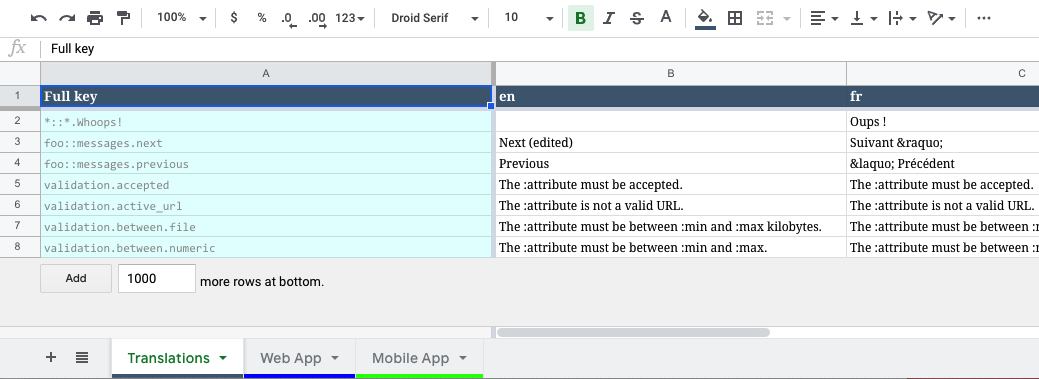 100% $ % .0 .00 123 Droid Serif 10 B I S A
fx Full key
A B C
1 Full key en fr
2 *::*.Whoops! Oups !
3 foo::messages.next Next (edited) Suivant &raquo;
4 foo::messages.previous Previous &laquo; Précédent
5 validation.accepted The :attribute must be accepted. The :attribute must be accepted.
6 validation.active_url The :attribute is not a valid URL. The :attribute is not a valid URL.
7 validation.between.file The :attribute must be between :min and :max kilobytes. The :attribute must be between
8 validation.between.numeric The :attribute must be between :min and :max. The :attribute must be between
Add 1000 more rows at bottom.
Translations Web App Mobile App